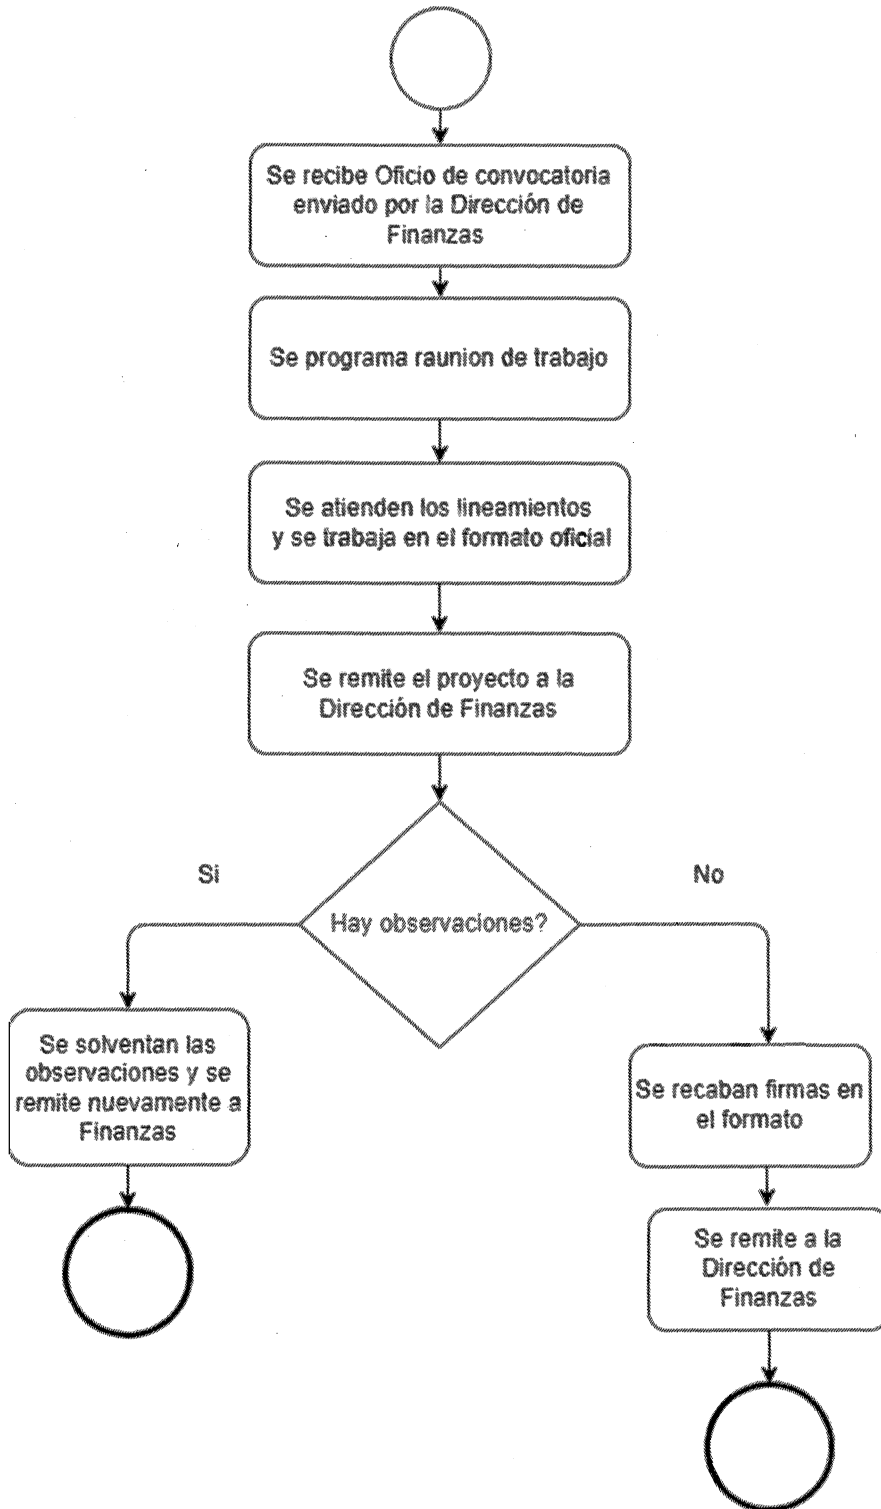 Se recibe Oficio de convocatoria
enviado por la Dirección de
Finanzas
Se programa raunion de trabajo
Se atienden los lineamientos
y se trabaja en el formato oficial
Se remite el proyecto a la
Dirección de Finanzas
Si
No
Hay observaciones?
Se solventan las
observaciones y se
remite nuevamente a
Finanzas
Se recaban firmas en
el formato
Se remite a la
Dirección de
Finanzas